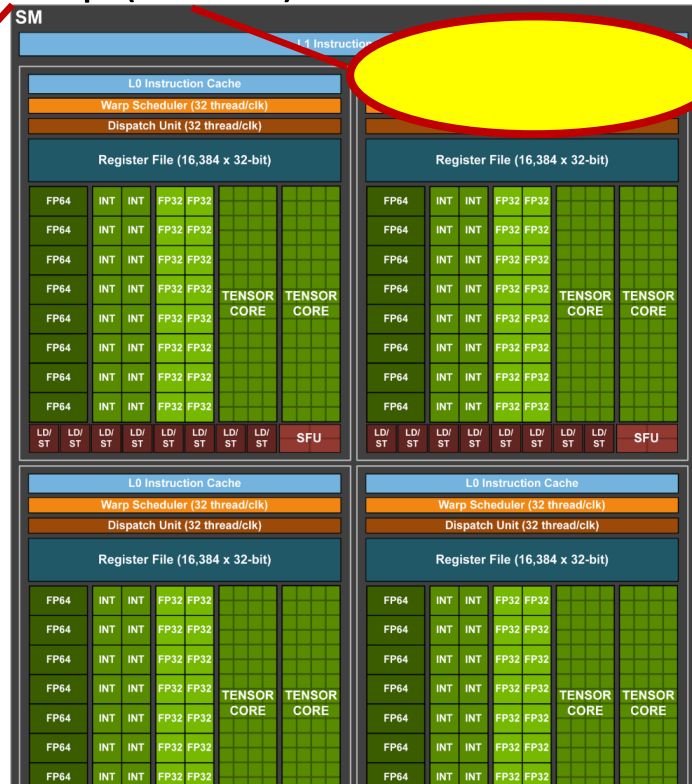 SM
L1 Instruction
L0 Instruction Cache
Warp Scheduler (32 thread/clk)
Dispatch Unit (32 thread/clk)
Register File (16,384 x 32-bit) Register File (16,384 x 32-bit)
FP64 INT INT FP32 FP32 FP64 INT INT FP32 FP32
FP64 INT INT FP32 FP32 FP64 INT INT FP32 FP32
FP64 INT INT FP32 FP32 FP64 INT INT FP32 FP32
FP64 INT INT FP32 FP32 TENSOR CORE TENSOR CORE FP64 INT INT FP32 FP32 TENSOR CORE TENSOR CORE
FP64 INT INT FP32 FP32 FP64 INT INT FP32 FP32
FP64 INT INT FP32 FP32 FP64 INT INT FP32 FP32
FP64 INT INT FP32 FP32 FP64 INT INT FP32 FP32
FP64 INT INT FP32 FP32 FP64 INT INT FP32 FP32
LD/ST LD/ST LD/ST LD/ST LD/ST LD/ST LD/ST LD/ST SFU LD/ST LD/ST LD/ST LD/ST LD/ST LD/ST LD/ST LD/ST SFU
L0 Instruction Cache L0 Instruction Cache
Warp Scheduler (32 thread/clk) Warp Scheduler (32 thread/clk)
Dispatch Unit (32 thread/clk) Dispatch Unit (32 thread/clk)
Register File (16,384 x 32-bit) Register File (16,384 x 32-bit)
FP64 INT INT FP32 FP32 FP64 INT INT FP32 FP32
FP64 INT INT FP32 FP32 FP64 INT INT FP32 FP32
FP64 INT INT FP32 FP32 FP64 INT INT FP32 FP32
FP64 INT INT FP32 FP32 TENSOR CORE TENSOR CORE FP64 INT INT FP32 FP32 TENSOR CORE TENSOR CORE
FP64 INT INT FP32 FP32 FP64 INT INT FP32 FP32
FP64 INT INT FP32 FP32 FP64 INT INT FP32 FP32
FP64 INT INT FP32 FP32 FP64 INT INT FP32 FP32